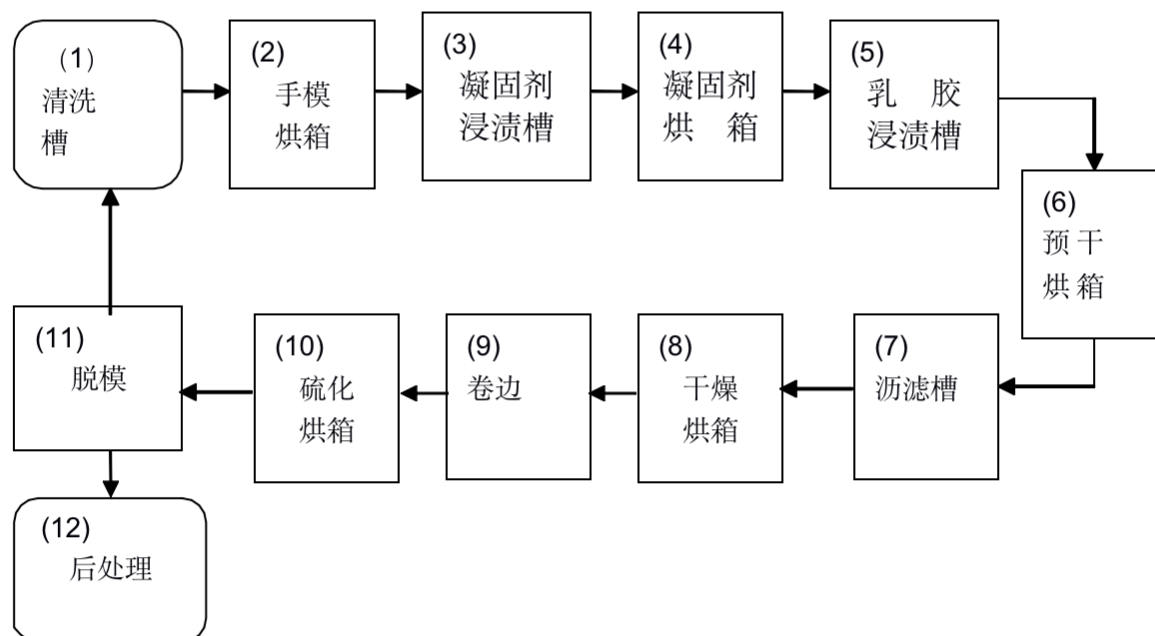 (1)
清洗
槽
(2)
手模
烘箱
(3)
凝固剂
浸渍槽
(4)
凝固剂
烘 箱
(5)
乳 胶
浸渍槽
(6)
预 干
烘 箱
(7)
沥滤槽
(8)
干燥
烘箱
(9)
卷边
(10)
硫化
烘箱
(11)
脱模
(12)
后处理